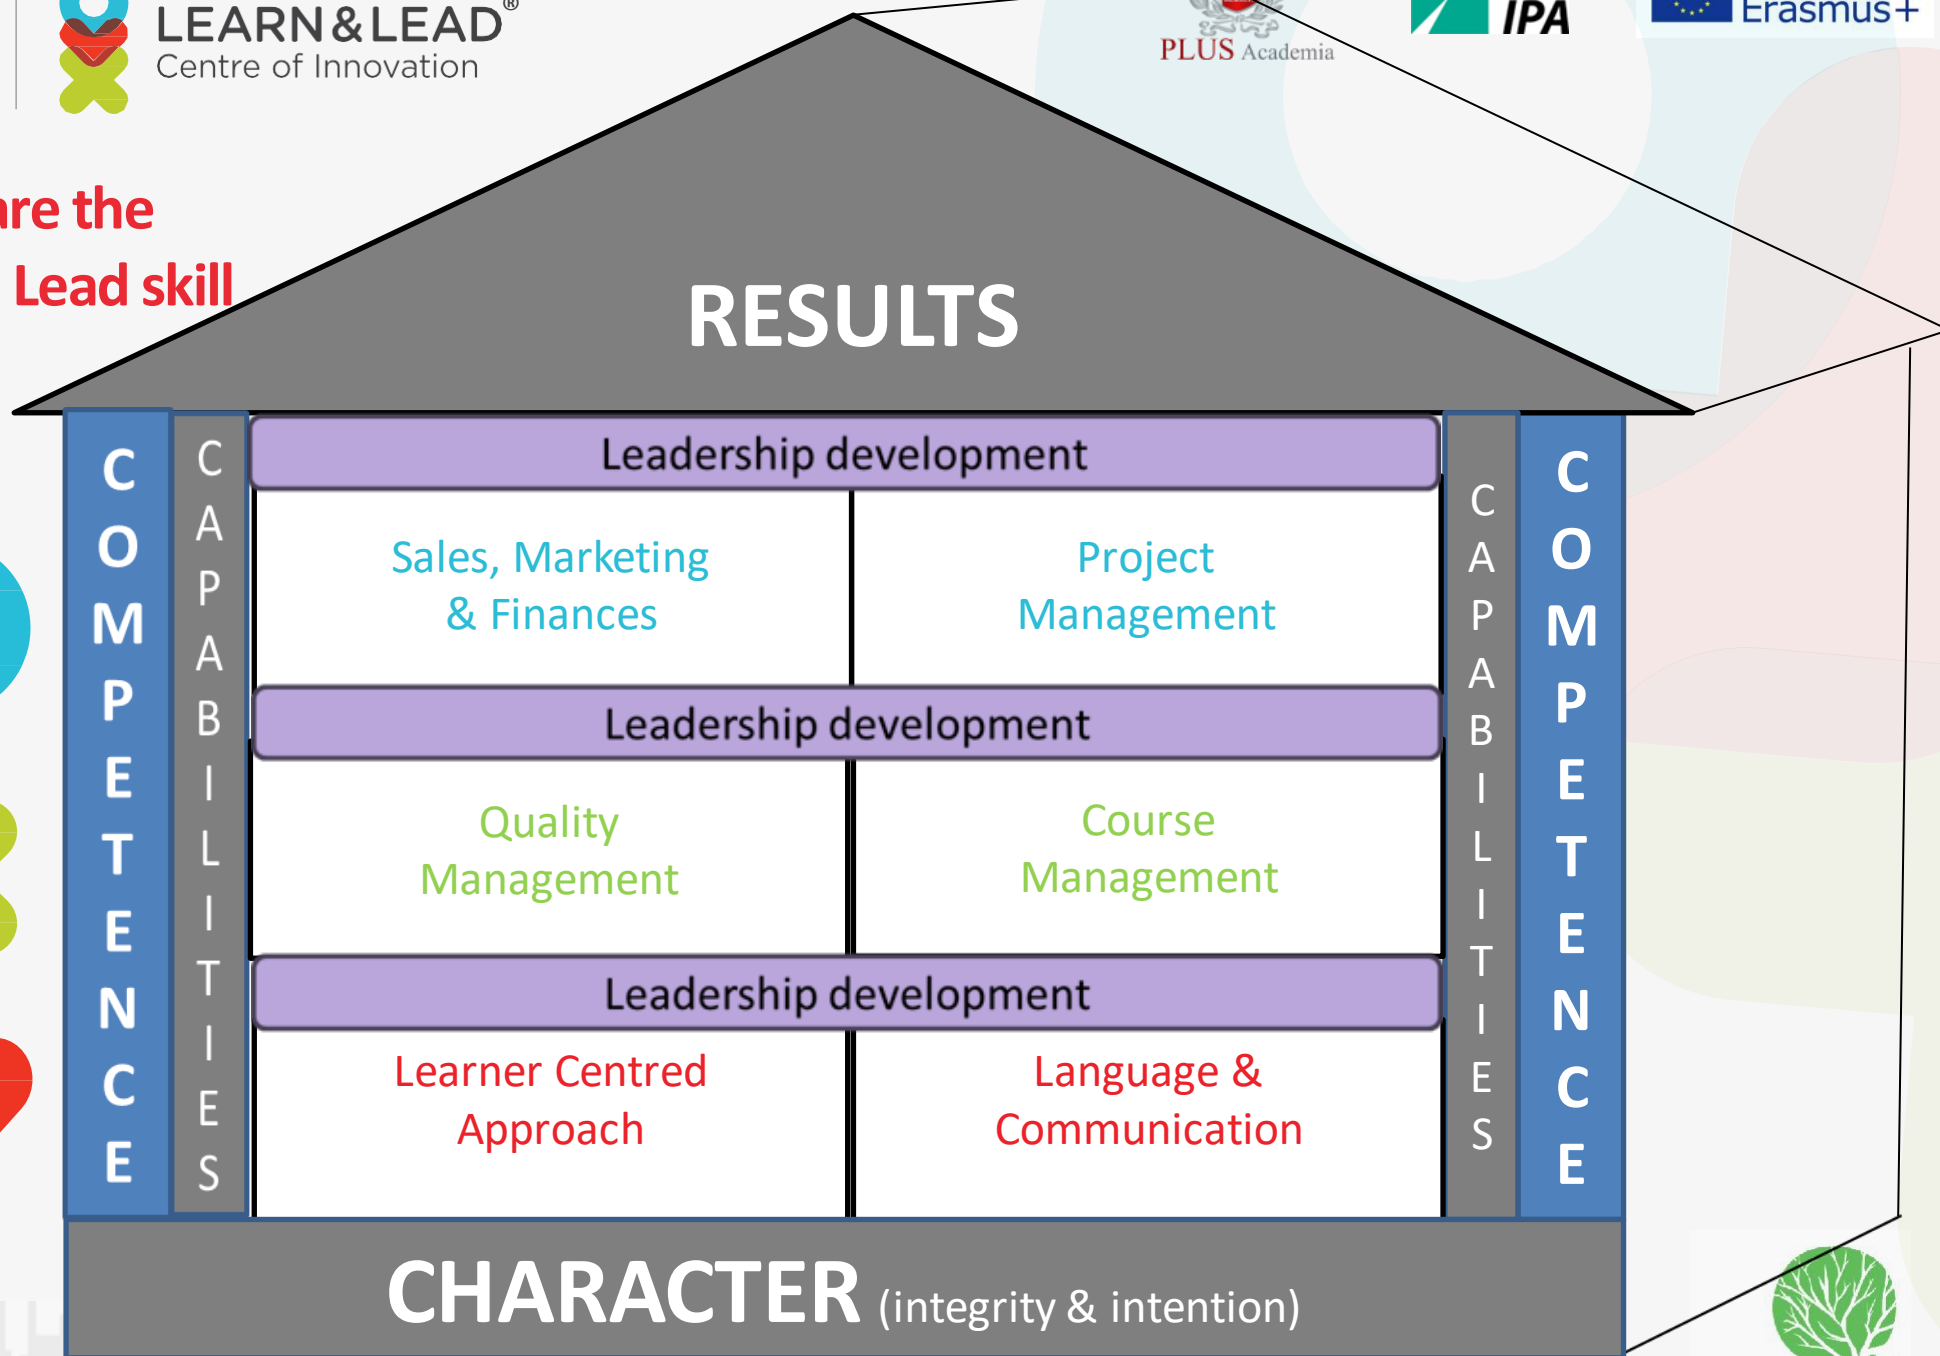 LEARN & LEAD®
Centre of Innovation
PLUS Academia
IPA
Erasmus+
are the
Lead skill
RESULTS
COMPETENCE
CAPABILITIES
Leadership development
Sales, Marketing
& Finances
Project
Management
Leadership development
Quality
Management
Course
Management
Leadership development
Learner Centred
Approach
Language &
Communication
CAPABILITIES
COMPETENCE
CHARACTER (integrity & intention)